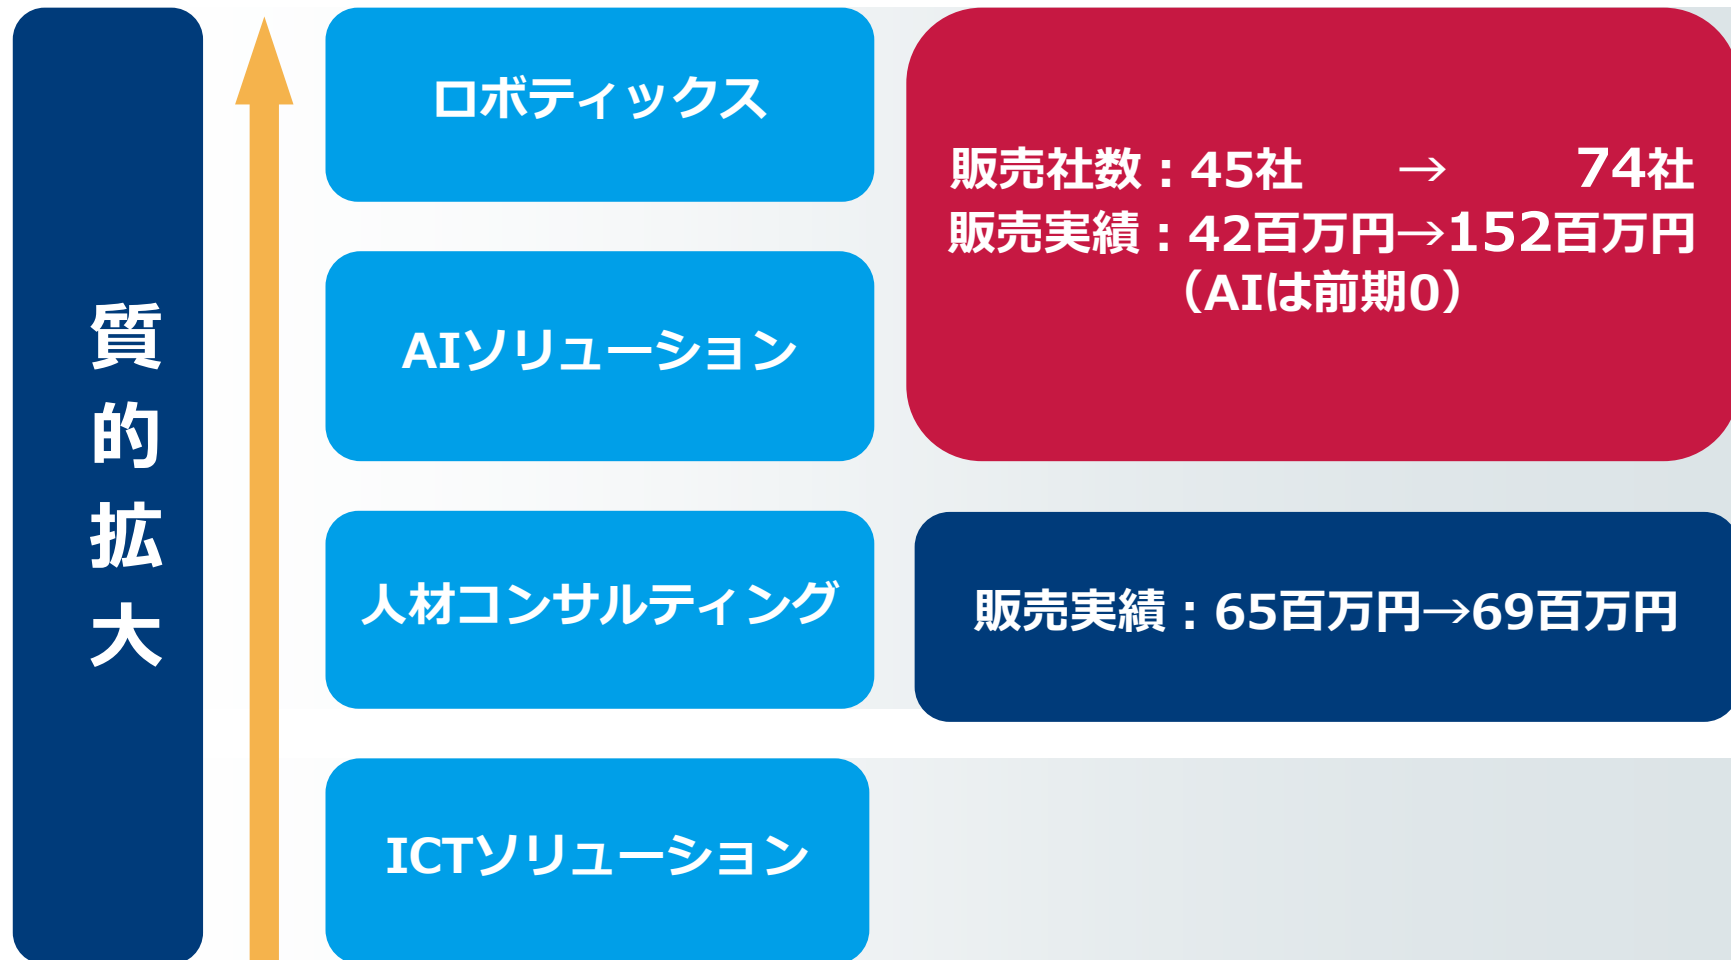 質的拡大
ロボティックス
販売社数：45社　　→　　74社
販売実績：42百万円→152百万円
（AIは前期0）
AIソリューション
人材コンサルティング
販売実績：65百万円→69百万円
ICTソリューション